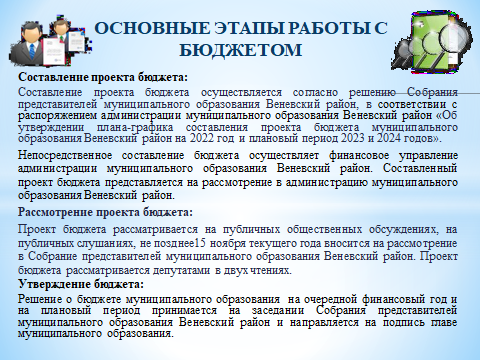 ОСНОВНЫЕ ЭТАПЫ РАБОТЫ С
БЮДЖЕТОМ
Составление проекта бюджета:
Составление проекта бюджета осуществляется согласно решению Собрания
представителей муниципального образования Веневский район, в соответствии с
распоряжением администрации муниципального образования Веневский район «Об
утверждении плана-графика составления проекта бюджета муниципального
образования Веневский район на 2022 год и плановый период 2023 и 2024 годов».
Непосредственное составление бюджета осуществляет финансовое управление
администрации муниципального образования Веневский район. Составленный
проект бюджета представляется на рассмотрение в администрацию муниципального
образования Веневский район.
Рассмотрение проекта бюджета:
Проект бюджета рассматривается на публичных общественных обсуждениях, на
публичных слушаниях, не позднее15 ноября текущего года вносится на рассмотрение
в Собрание представителей муниципального образования Веневский район. Проект
бюджета рассматривается депутатами в двух чтениях.
Утверждение бюджета:
Решение о бюджете муниципального образования на очередной финансовый год и
на плановый период принимается на заседании Собрания представителей
муниципального образования Веневский район и направляется на подпись главе
муниципального образования.